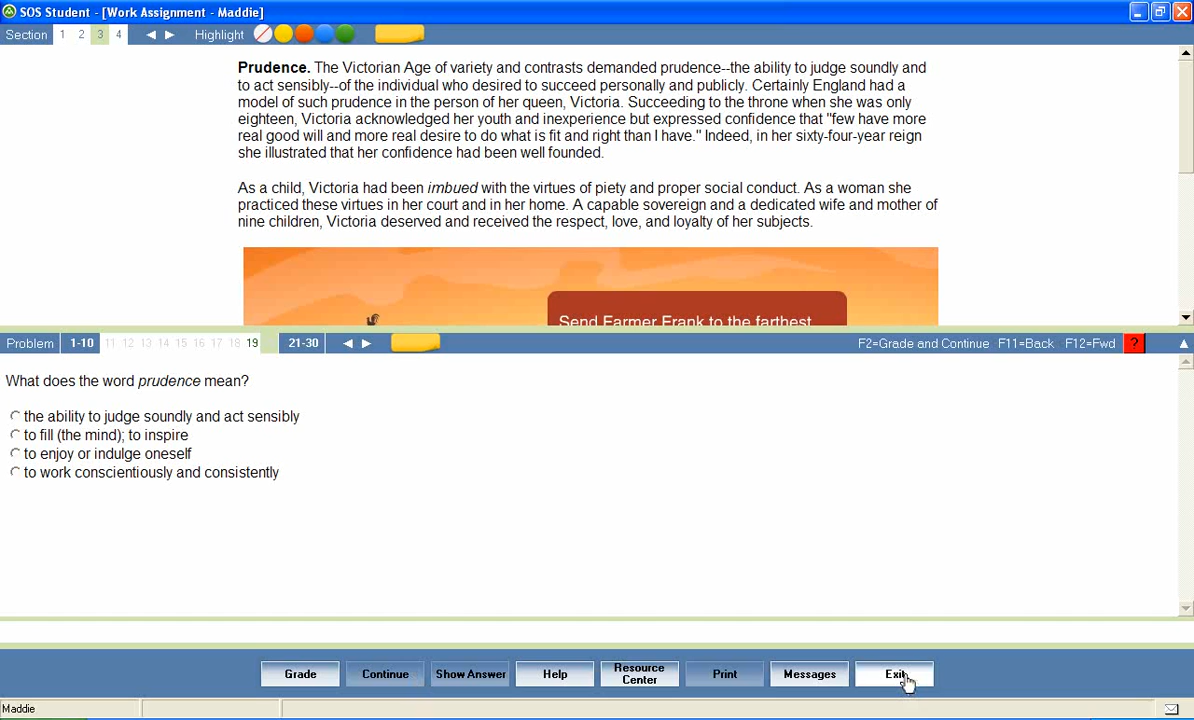 SOS Student - [Work Assignment - Maddie]
Section 1 2 3 4 Highlight
Prudence. The Victorian Age of variety and contrasts demanded prudence--the ability to judge soundly and
to act sensibly--of the individual who desired to succeed personally and publicly. Certainly England had a
model of such prudence in the person of her queen, Victoria. Succeeding to the throne when she was only
eighteen, Victoria acknowledged her youth and inexperience but expressed confidence that "few have more
real good will and more real desire to do what is fit and right than I have." Indeed, in her sixty-four-year reign
she illustrated that her confidence had been well founded.
As a child, Victoria had been imbued with the virtues of piety and proper social conduct. As a woman she
practiced these virtues in her court and in her home. A capable sovereign and a dedicated wife and mother of
nine children, Victoria deserved and received the respect, love, and loyalty of her subjects.
Send Farmer Frank to the farthest
Problem 1-10 11 12 13 14 15 16 17 18 19 21-30 F2=Grade and Continue F11=Back F12=Fwd ?
What does the word prudence mean?
the ability to judge soundly and act sensibly
to fill (the mind); to inspire
to enjoy or indulge oneself
to work conscientiously and consistently
Grade Continue Show Answer Help Resource Center Print Messages Exit
Maddie